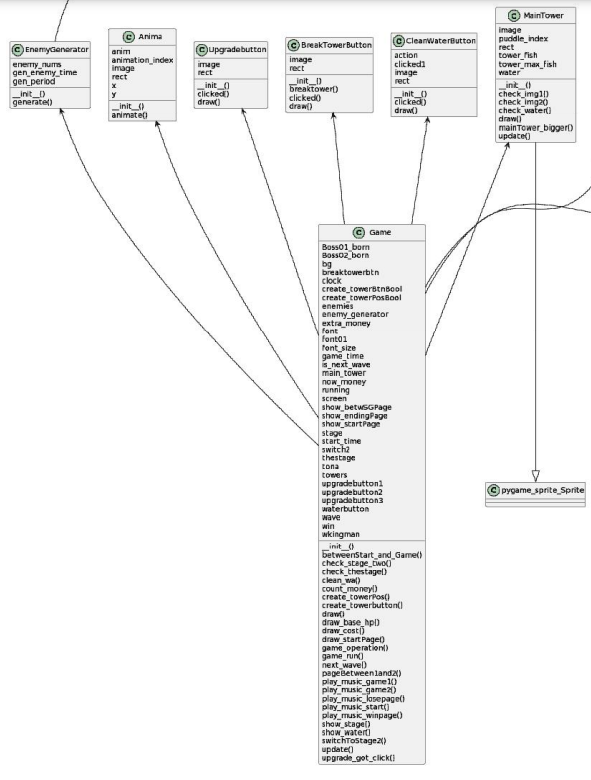 C EnemyGenerator
enemy_nums
gen_enemy_time
gen_period
__init__()
generate()
C Anima
anim
animation_index
image
rect
x
y
__init__()
animate()
C Upgradebutton
image
rect
__init__()
clicked()
draw()
C BreakTowerButton
image
rect
__init__()
breaktower()
clicked()
draw()
C CleanWaterButton
action
clicked1
image
rect
__init__()
clicked()
draw()
C MainTower
image
puddle_index
rect
tower_fish
tower_max_fish
water
__init__()
check_img1()
check_img2()
check_water()
draw()
mainTower_bigger()
update()
C Game
Boss01_born
Boss02_born
bg
breaktowerbtn
clock
create_towerBtnBool
create_towerPosBool
enemies
enemy_generator
extra_money
font
font01
font_size
game_time
is_next_wave
main_tower
now_money
running
screen
show_betwSGPage
show_endingPage
show_startPage
stage
start_time
switch2
thestage
tona
towers
upgradebutton1
upgradebutton2
upgradebutton3
waterbutton
wave
win
wkingman
__init__()
betweenStart_and_Game()
check_stage_two()
check_thestage()
clean_wa()
count_money()
create_towerPos()
create_towerbutton()
draw()
draw_base_hp()
draw_cost()
draw_startPage()
game_operation()
game_run()
next_wave()
pageBetween1and2()
play_music_game1()
play_music_game2()
play_music_losepage()
play_music_start()
play_music_winpage()
show_stage()
show_water()
switchToStage2()
update()
upgrade_got_click()
C pygame_sprite_Sprite